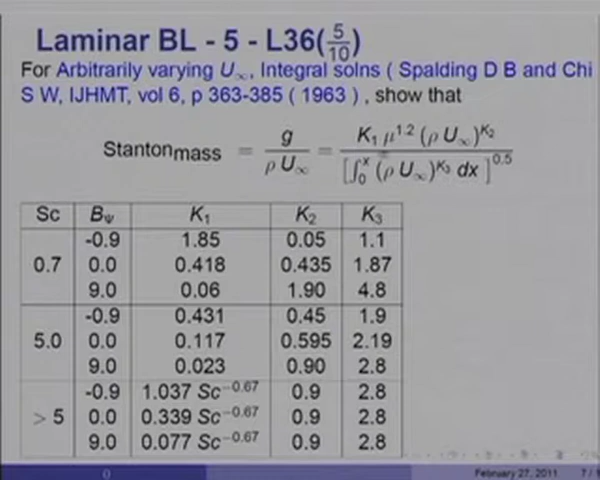 Laminar BL - 5 - L36(5/10)
For Arbitrarily varying U∞, Integral solns ( Spalding D B and Chi
S W, IJHMT, vol 6, p 363-385 ( 1963 ) , show that
Stanton_mass = g / (ρ U∞) = K₁ μ^1.2 (ρ U∞)^K₂ / [∫₀ˣ (ρ U∞)^K₃ dx ]^0.5
Sc B_Ψ K₁ K₂ K₃
-0.9 1.85 0.05 1.1
0.7 0.0 0.418 0.435 1.87
9.0 0.06 1.90 4.8
-0.9 0.431 0.45 1.9
5.0 0.0 0.117 0.595 2.19
9.0 0.023 0.90 2.8
-0.9 1.037 Sc^−0.67 0.9 2.8
> 5 0.0 0.339 Sc^−0.67 0.9 2.8
9.0 0.077 Sc^−0.67 0.9 2.8
() February 27, 2011 7 / 1